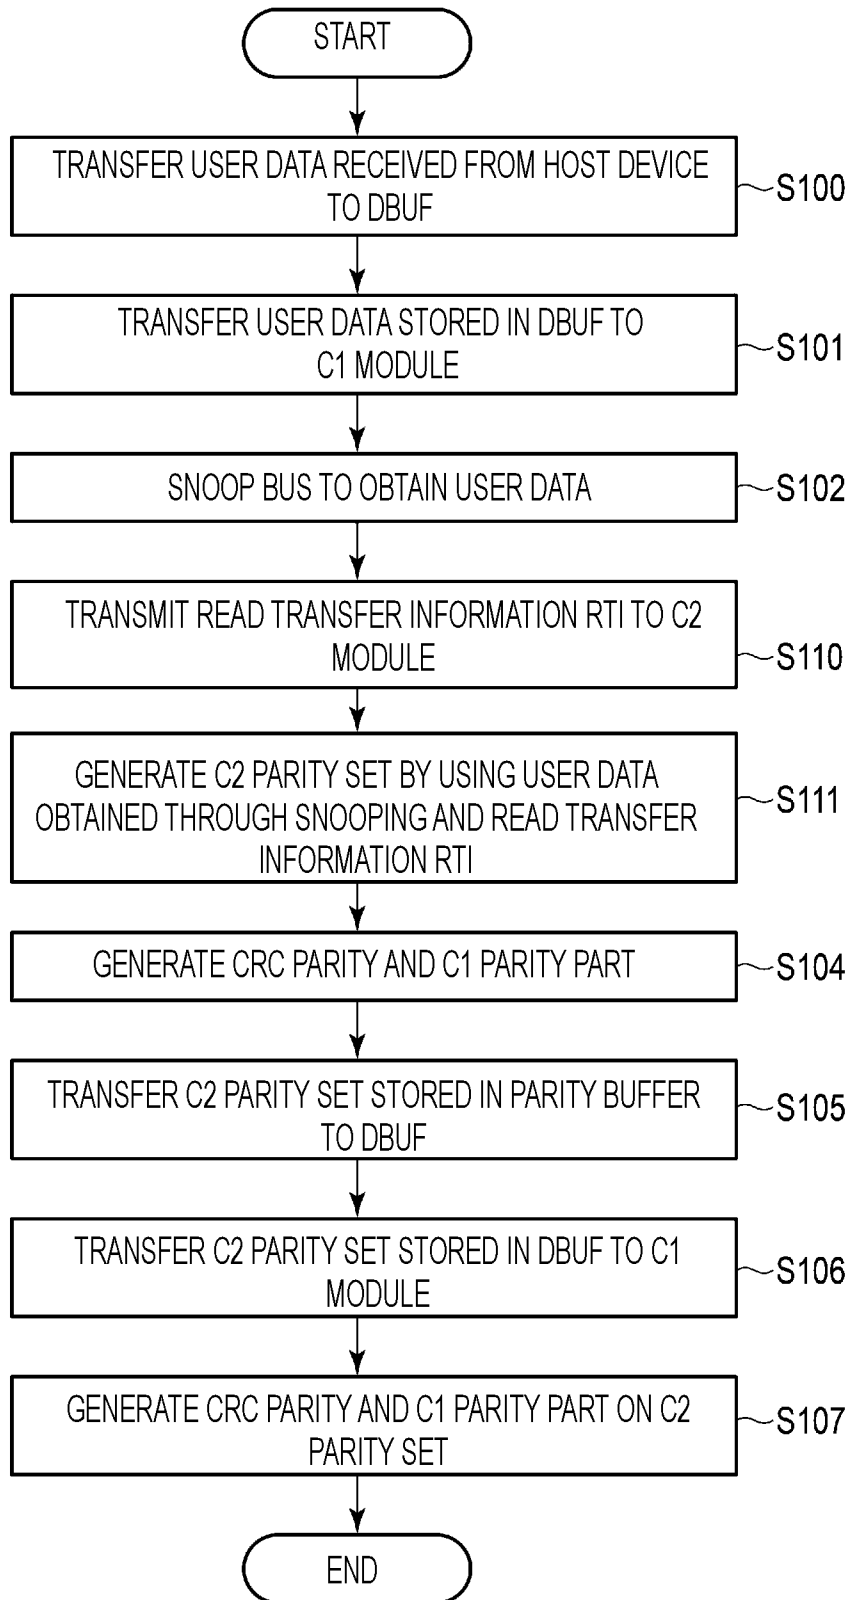 START
TRANSFER USER DATA RECEIVED FROM HOST DEVICE
TO DBUF
S100
TRANSFER USER DATA STORED IN DBUF TO
C1 MODULE
S101
SNOOP BUS TO OBTAIN USER DATA
S102
TRANSMIT READ TRANSFER INFORMATION RTI TO C2
MODULE
S110
GENERATE C2 PARITY SET BY USING USER DATA
OBTAINED THROUGH SNOOPING AND READ TRANSFER
INFORMATION RTI
S111
GENERATE CRC PARITY AND C1 PARITY PART
S104
TRANSFER C2 PARITY SET STORED IN PARITY BUFFER
TO DBUF
S105
TRANSFER C2 PARITY SET STORED IN DBUF TO C1
MODULE
S106
GENERATE CRC PARITY AND C1 PARITY PART ON C2
PARITY SET
S107
END